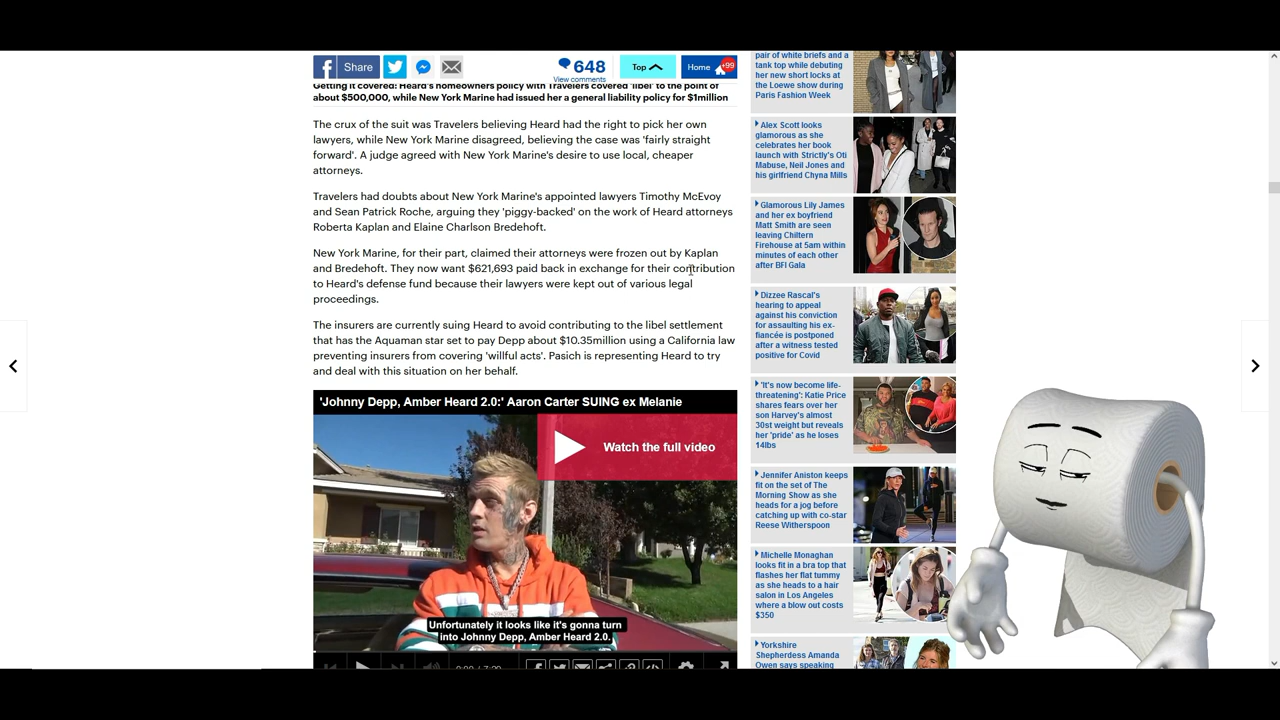 Share
648
View comments
Top
Home
+99
Getting it covered: Heard's homeowners policy with Travelers covered 'libel' to the point of
about $500,000, while New York Marine had issued her a general liability policy for $1million
The crux of the suit was Travelers believing Heard had the right to pick her own
lawyers, while New York Marine disagreed, believing the case was 'fairly straight
forward'. A judge agreed with New York Marine's desire to use local, cheaper
attorneys.
Travelers had doubts about New York Marine's appointed lawyers Timothy McEvoy
and Sean Patrick Roche, arguing they 'piggy-backed' on the work of Heard attorneys
Roberta Kaplan and Elaine Charlson Bredehoft.
New York Marine, for their part, claimed their attorneys were frozen out by Kaplan
and Bredehoft. They now want $621,693 paid back in exchange for their contribution
to Heard's defense fund because their lawyers were kept out of various legal
proceedings.
The insurers are currently suing Heard to avoid contributing to the libel settlement
that has the Aquaman star set to pay Depp about $10.35million using a California law
preventing insurers from covering 'willful acts'. Pasich is representing Heard to try
and deal with this situation on her behalf.
'Johnny Depp, Amber Heard 2.0:' Aaron Carter SUING ex Melanie
Watch the full video
Unfortunately it looks like it's gonna turn
into Johnny Depp, Amber Heard 2.0.
0:00 / 7:29
pair of white briefs and a
tank top while debuting
her new short locks at
the Loewe show during
Paris Fashion Week
Alex Scott looks
glamorous as she
celebrates her book
launch with Strictly's Oti
Mabuse, Neil Jones and
his girlfriend Chyna Mills
Glamorous Lily James
and her ex boyfriend
Matt Smith are seen
leaving Chiltern
Firehouse at 5am within
minutes of each other
after BFI Gala
Dizzee Rascal's
hearing to appeal
against his conviction
for assaulting his ex-
fiancée is postponed
after a witness tested
positive for Covid
'It's now become life-
threatening': Katie Price
shares fears over her
son Harvey's almost
30st weight but reveals
her 'pride' as he loses
14lbs
Jennifer Aniston keeps
fit on the set of The
Morning Show as she
heads for a jog before
catching up with co-star
Reese Witherspoon
Michelle Monaghan
looks fit in a bra top that
flashes her flat tummy
as she heads to a hair
salon in Los Angeles
where a blow out costs
$350
Yorkshire
Shepherdess Amanda
Owen says speaking